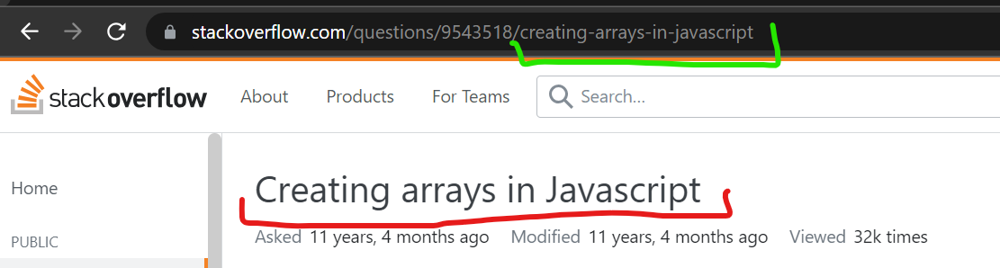 stackoverflow.com/questions/9543518/creating-arrays-in-javascript
stackoverflow About Products For Teams Search...
Home
Creating arrays in Javascript
PUBLIC
Asked 11 years, 4 months ago Modified 11 years, 4 months ago Viewed 32k times